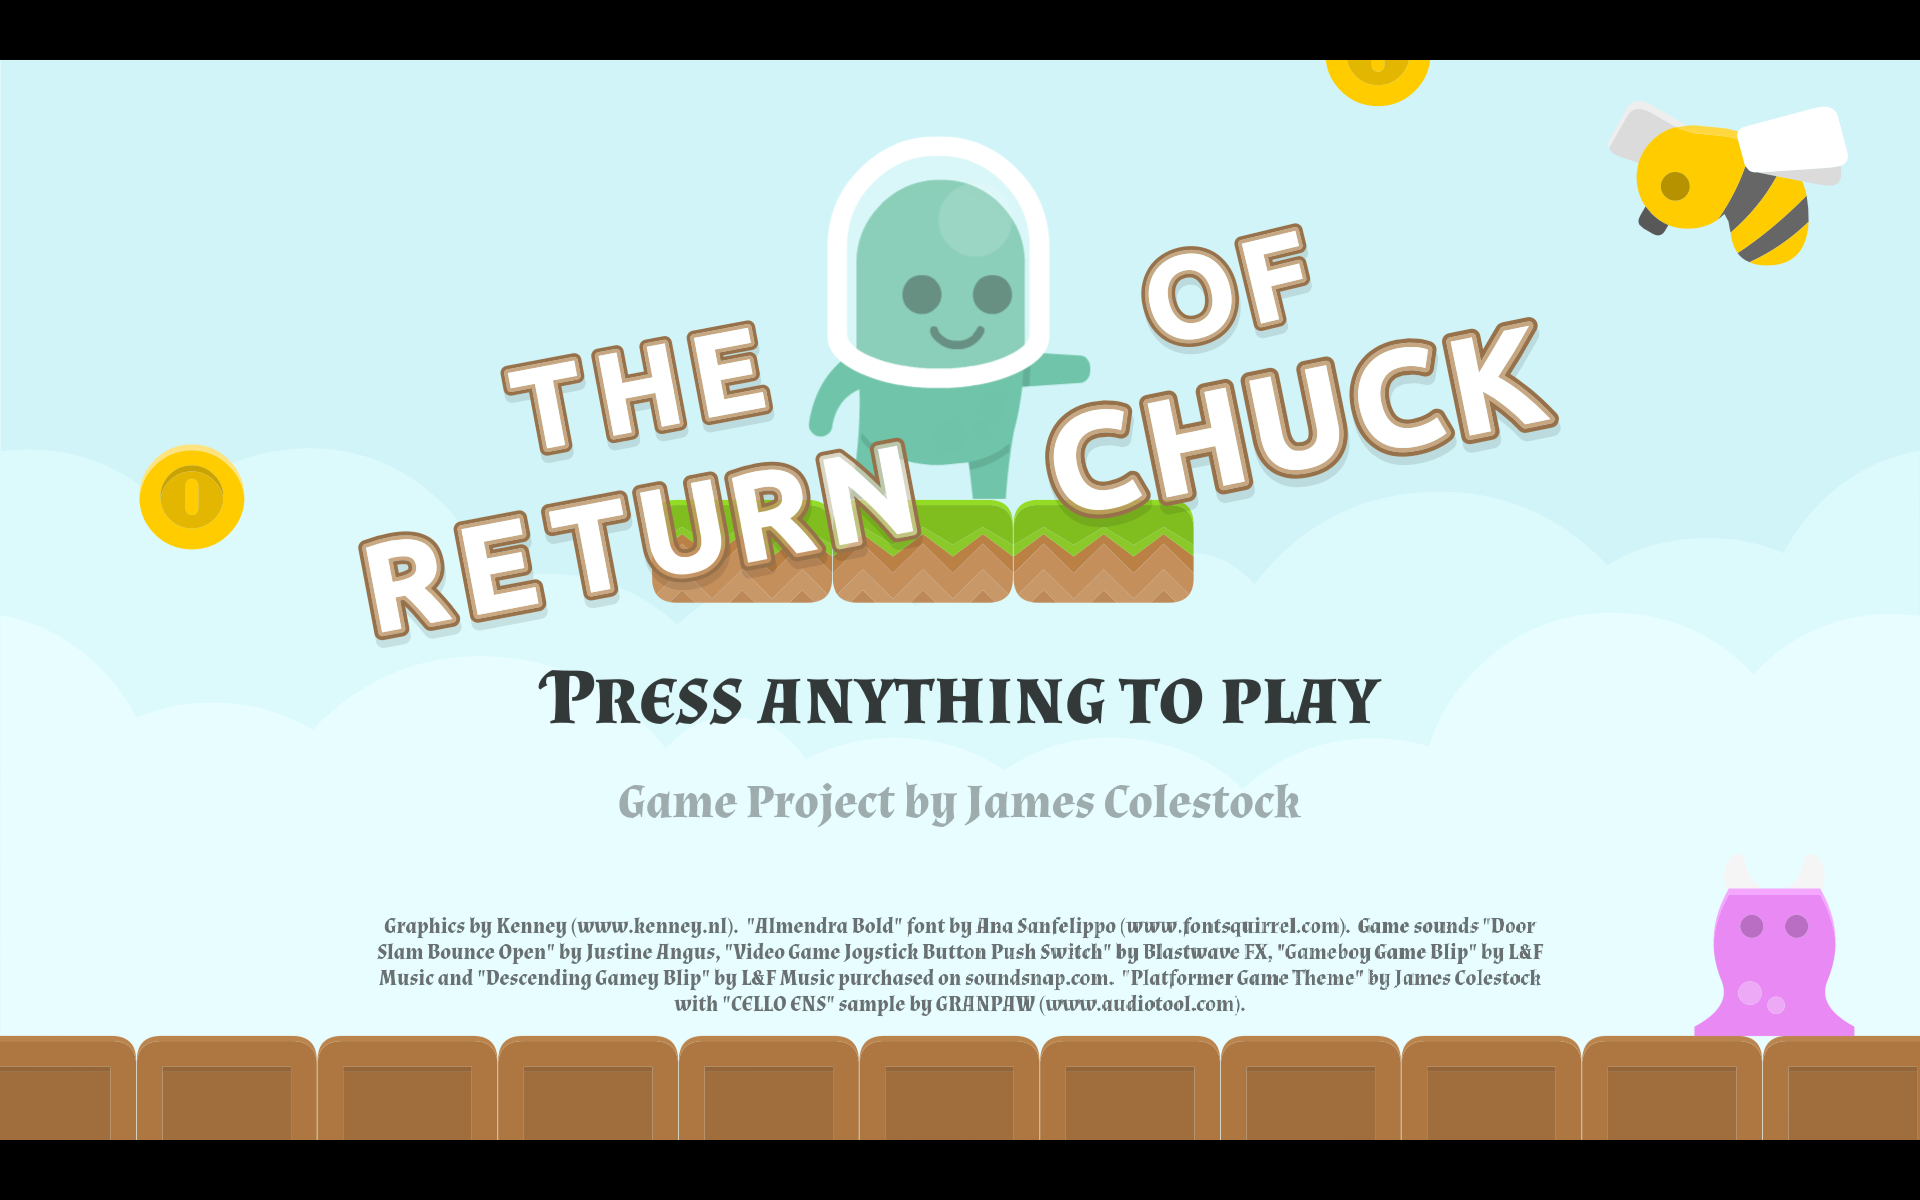 THE
RETURN
OF
CHUCK
Press anything to play
Game Project by James Colestock
Graphics by Kenney (www.kenney.nl).  "Almendra Bold" font by Ana Sanfelippo (www.fontsquirrel.com).  Game sounds "Door
Slam Bounce Open" by Justine Angus, "Video Game Joystick Button Push Switch" by Blastwave FX, "Gameboy Game Blip" by L&F
Music and "Descending Gamey Blip" by L&F Music purchased on soundsnap.com.  "Platformer Game Theme" by James Colestock
with "CELLO ENS" sample by GRANPAW (www.audiotool.com).